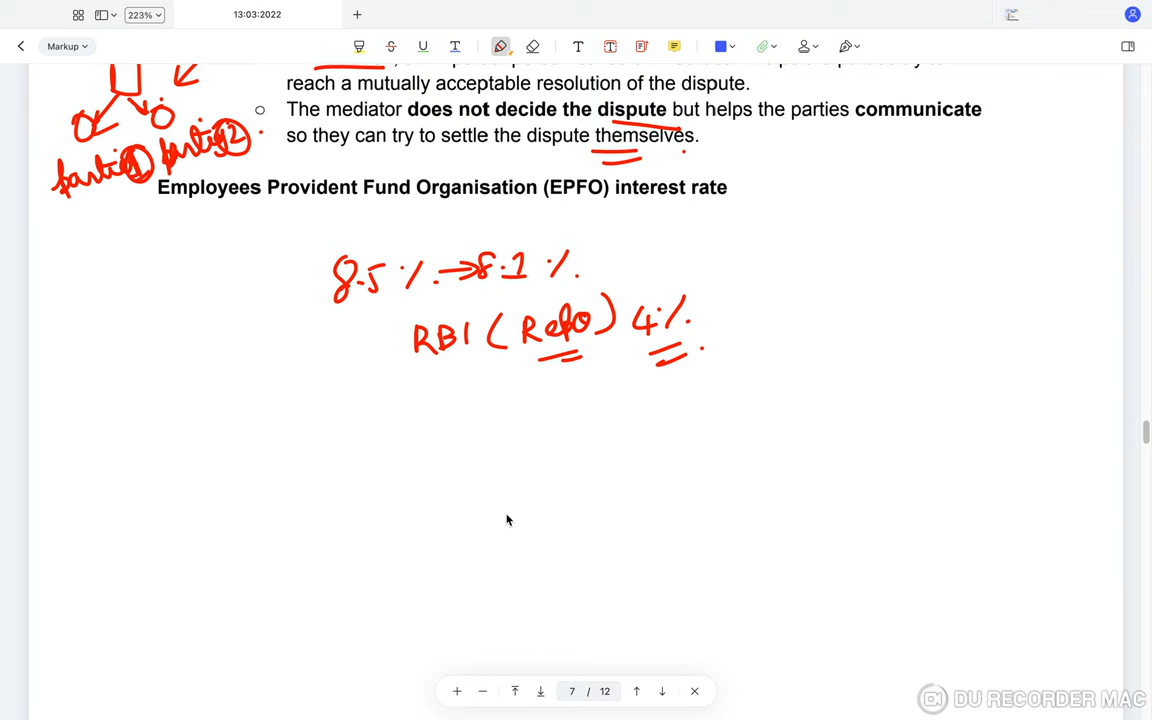 223%
13:03:2022
Markup
reach a mutually acceptable resolution of the dispute.
The mediator does not decide the dispute but helps the parties communicate
so they can try to settle the dispute themselves.
Employees Provident Fund Organisation (EPFO) interest rate
8.5 % → 8.1 %
RBI (Repo) 4%
7 / 12
DU RECORDER MAC